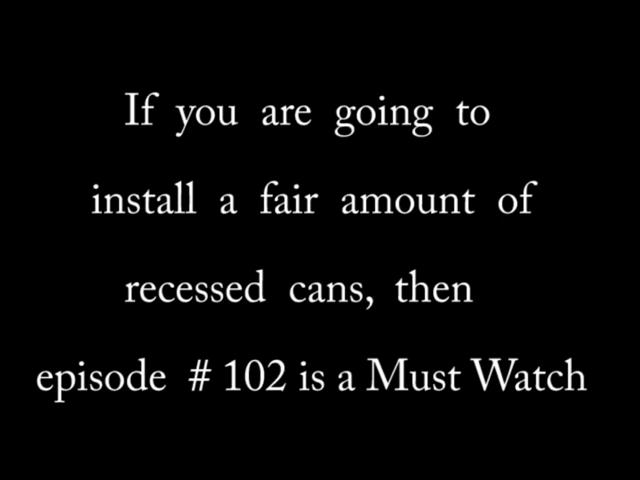 If you are going to
install a fair amount of
recessed cans, then
episode # 102 is a Must Watch